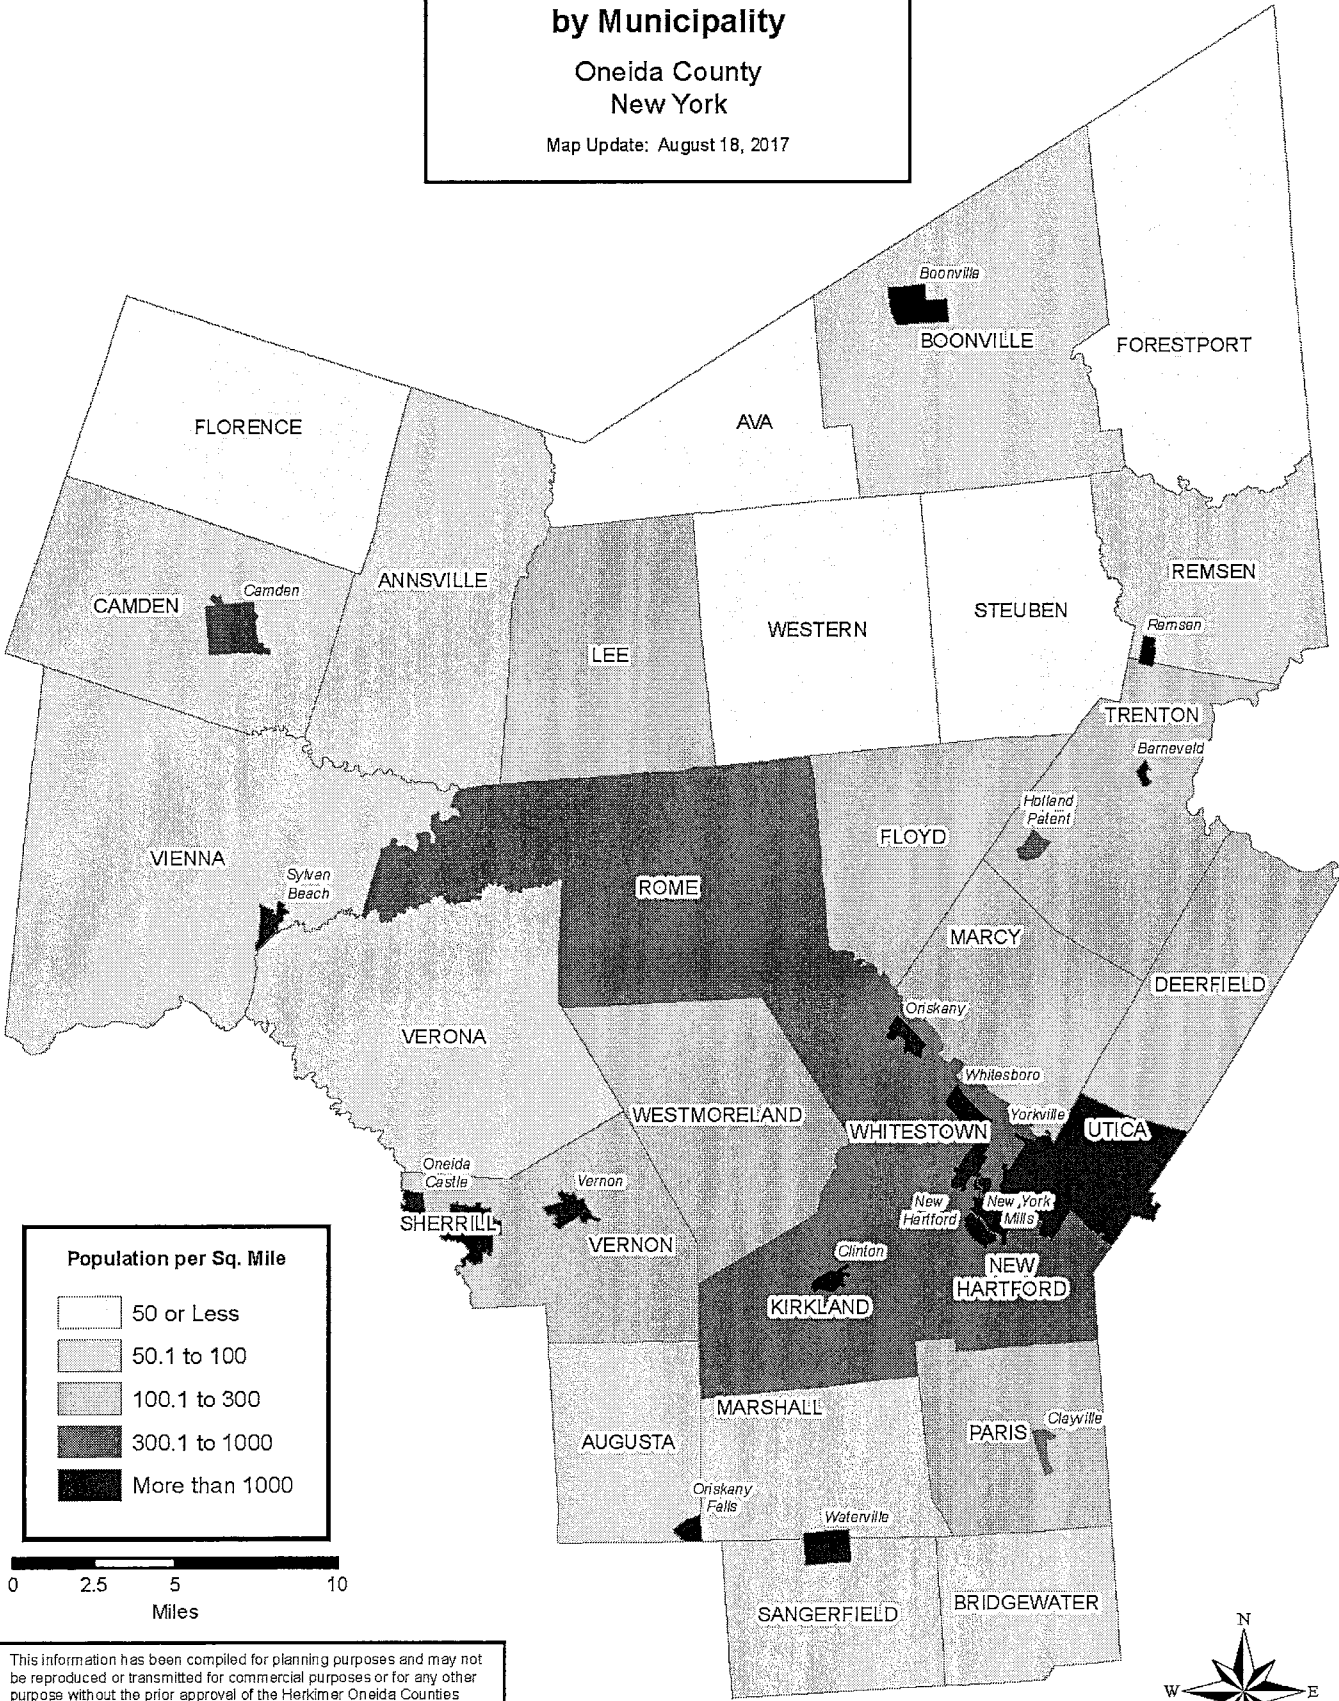 by Municipality
Oneida County
New York
Map Update: August 18, 2017
Boonville
BOONVILLE
FORESTPORT
FLORENCE
AVA
ANNSVILLE
CAMDEN
Camden
REMSEN
STEUBEN
WESTERN
Remsen
LEE
TRENTON
Barneveld
Holland
Patent
FLOYD
VIENNA
Sylvan
Beach
ROME
MARCY
DEERFIELD
Oriskany
VERONA
Whitesboro
WESTMORELAND
Yorkville
WHITESTOWN
UTICA
Oneida
Castle
Vernon
New
Hartford
New York
Mills
SHERRILL
VERNON
Clinton
NEW
HARTFORD
KIRKLAND
Population per Sq. Mile
50 or Less
50.1 to 100
100.1 to 300
300.1 to 1000
More than 1000
MARSHALL
AUGUSTA
PARIS
Clayville
Oriskany
Falls
Waterville
SANGERFIELD
BRIDGEWATER
0 2.5 5 10
Miles
This information has been compiled for planning purposes and may not
be reproduced or transmitted for commercial purposes or for any other
purpose without the prior approval of the Herkimer Oneida Counties
N
W E